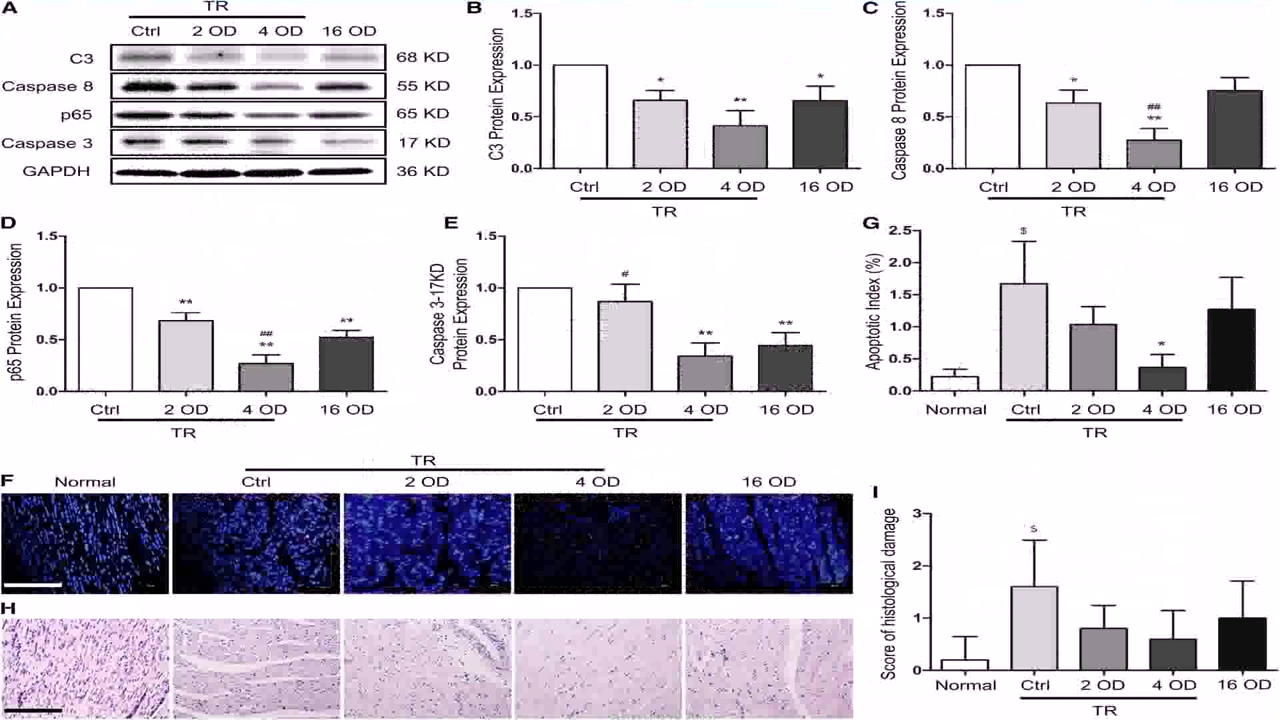 A
TR
Ctrl 2 OD 4 OD 16 OD
C3 68 KD
Caspase 8 55 KD
p65 65 KD
Caspase 3 17 KD
GAPDH 36 KD
B
C3 Protein Expression
1.5
1.0
0.5
0.0
* ** *
Ctrl 2 OD 4 OD 16 OD
TR
C
Caspase 8 Protein Expression
1.5
1.0
0.5
0.0
* ## **
Ctrl 2 OD 4 OD 16 OD
TR
D
p65 Protein Expression
1.5
1.0
0.5
0.0
** ## ** **
Ctrl 2 OD 4 OD 16 OD
TR
E
Caspase 3-17KD
Protein Expression
1.5
1.0
0.5
0.0
# ** **
Ctrl 2 OD 4 OD 16 OD
TR
G
Apoptotic Index (%)
2.5
2.0
1.5
1.0
0.5
0.0
$ *
Normal Ctrl 2 OD 4 OD 16 OD
TR
F
TR
Normal Ctrl 2 OD 4 OD 16 OD
H
I
Score of histological damage
3
2
1
0
$
Normal Ctrl 2 OD 4 OD 16 OD
TR